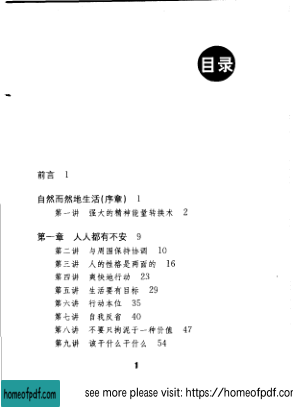 目录
前言 1
自然而然地生活(序章) 1
第一讲 强大的精神能量转换术 2
第一章 人人都有不安 9
第二讲 与周围保持协调 10
第三讲 人的性格是两面的 16
第四讲 爽快地行动 23
第五讲 生活要有目标 29
第六讲 行动本位 35
第七讲 自我反省 40
第八讲 不要只拘泥于一种价值 47
第九讲 该干什么干什么 54
1
homeofpdf.com
see more please visit: https://homeofpdf.com